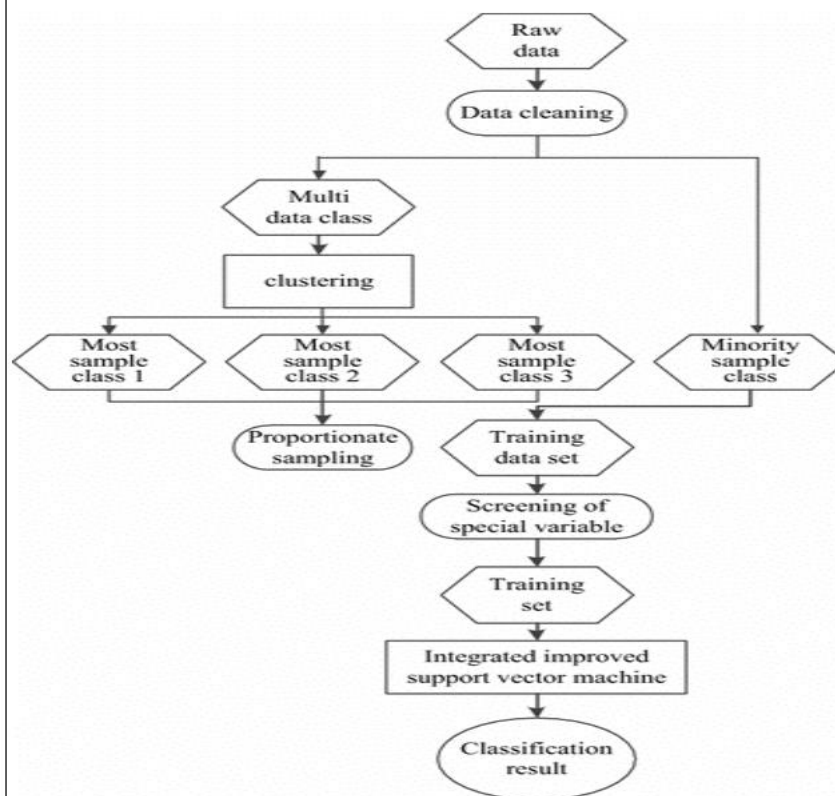 Raw
data
Data cleaning
Multi
data class
clustering
Most
sample
class 1
Most
sample
class 2
Most
sample
class 3
Minority
sample
class
Proportionate
sampling
Training
data set
Screening of
special variable
Training
set
Integrated improved
support vector machine
Classification
result